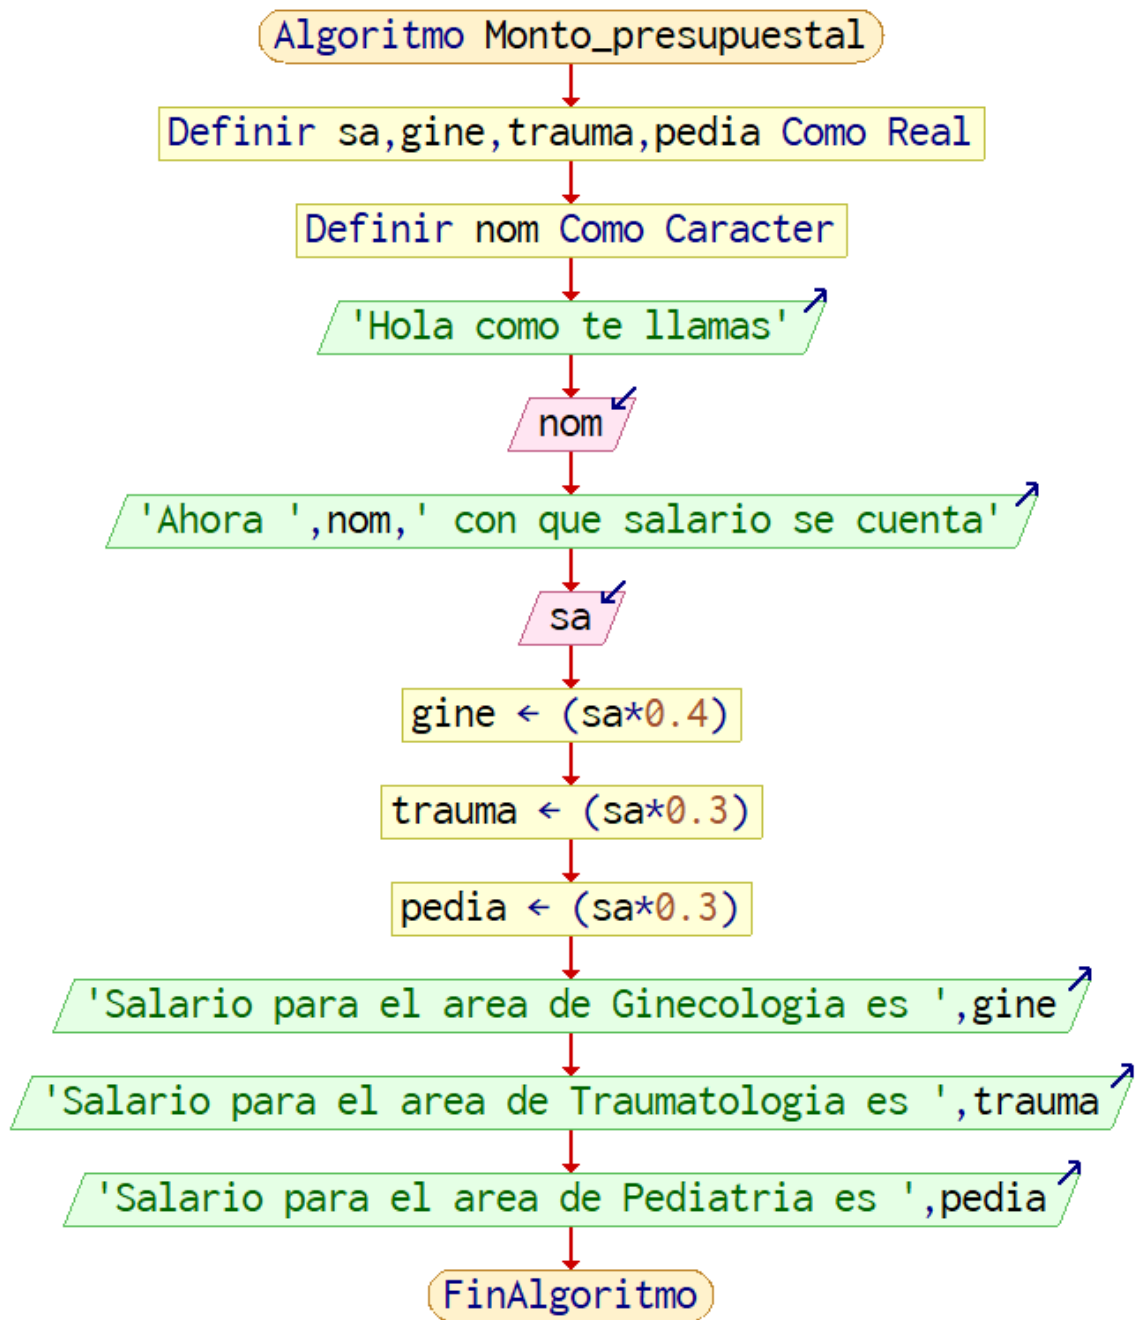 Algoritmo Monto_presupuestal
Definir sa,gine,trauma,pedia Como Real
Definir nom Como Caracter
'Hola como te llamas'
nom
'Ahora ',nom,' con que salario se cuenta'
sa
gine ← (sa*0.4)
trauma ← (sa*0.3)
pedia ← (sa*0.3)
'Salario para el area de Ginecologia es ',gine
'Salario para el area de Traumatologia es ',trauma
'Salario para el area de Pediatria es ',pedia
FinAlgoritmo